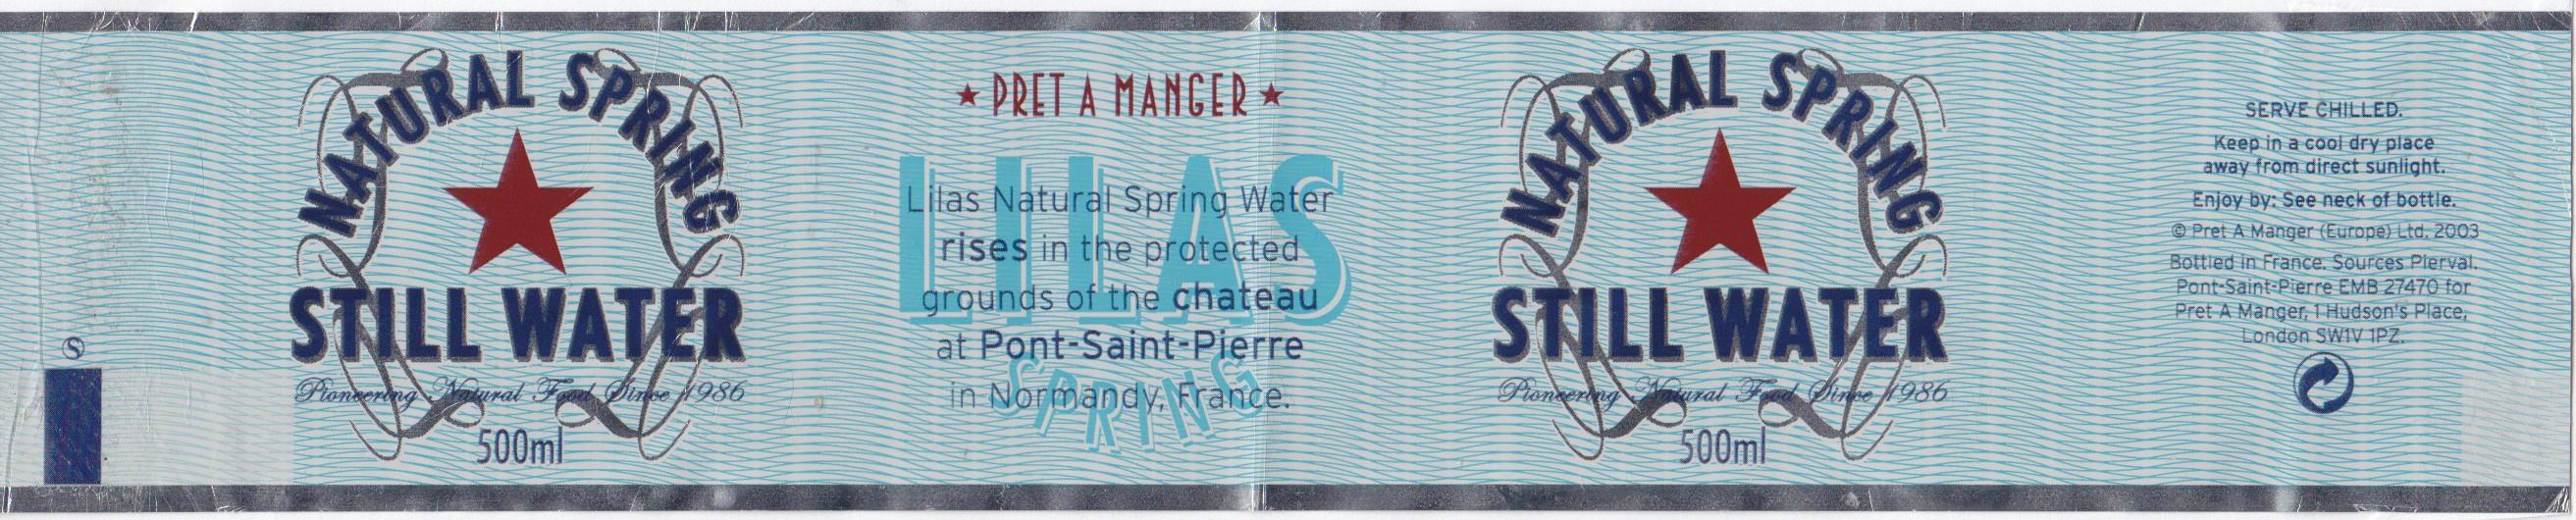 S
NATURAL SPRING
STILL WATER
Pioneering Natural Food Since 1986
500ml
PRET A MANGER
LILAS
SPRING
Lilas Natural Spring Water
rises in the protected
grounds of the chateau
at Pont-Saint-Pierre
in Normandy, France.
NATURAL SPRING
STILL WATER
Pioneering Natural Food Since 1986
500ml
SERVE CHILLED.
Keep in a cool dry place
away from direct sunlight.
Enjoy by: See neck of bottle.
© Pret A Manger (Europe) Ltd, 2003
Bottled in France. Sources Pierval.
Pont-Saint-Pierre EMB 27470 for
Pret A Manger, 1 Hudson's Place,
London SW1V 1PZ.